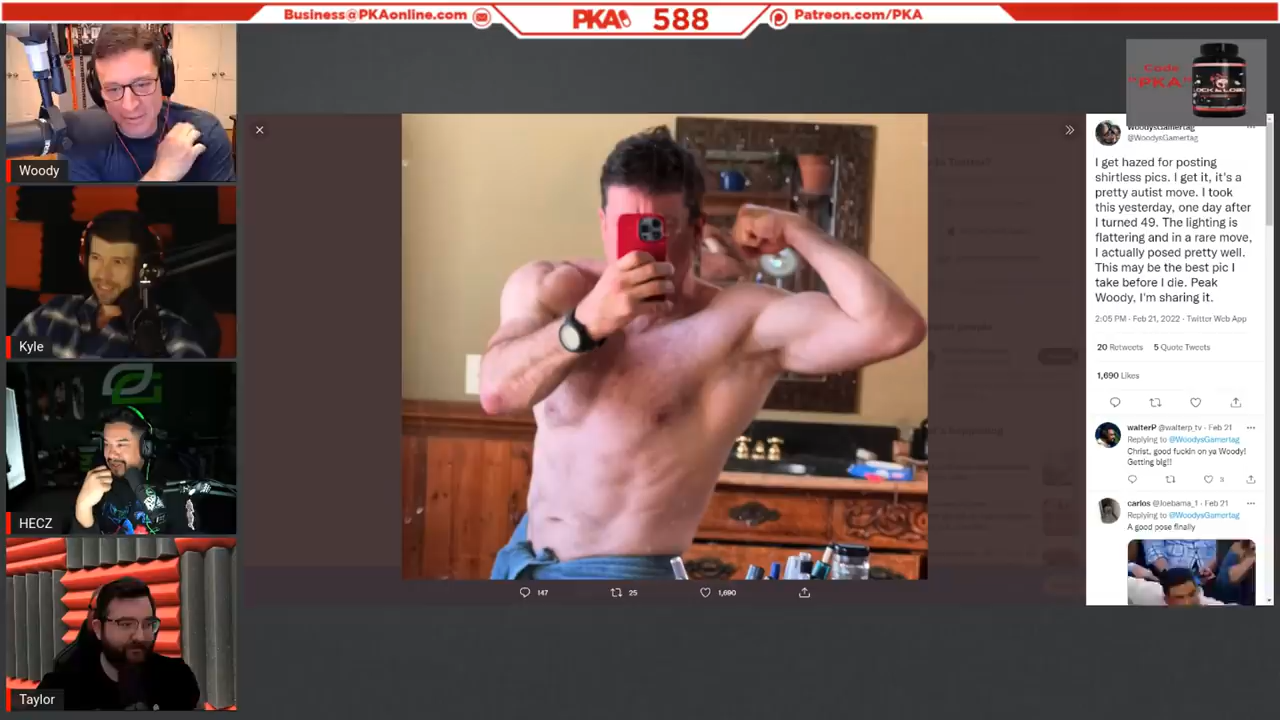 Business@PKAonline.com
PKA 588
Patreon.com/PKA
Woody
Kyle
HECZ
Taylor
Code
"PKA"
147
25
1,690
WoodysGamertag
@WoodysGamertag
I get hazed for posting
shirtless pics. I get it, it's a
pretty autist move. I took
this yesterday, one day after
I turned 49. The lighting is
flattering and in a rare move,
I actually posed pretty well.
This may be the best pic I
take before I die. Peak
Woody, I'm sharing it.
2:05 PM · Feb 21, 2022 · Twitter Web App
20 Retweets 5 Quote Tweets
1,690 Likes
walterP @walterp_tv · Feb 21
Replying to @WoodysGamertag
Christ, good fuckin on ya Woody!
Getting big!!
3
carlos @Joebama_1 · Feb 21
Replying to @WoodysGamertag
A good pose finally